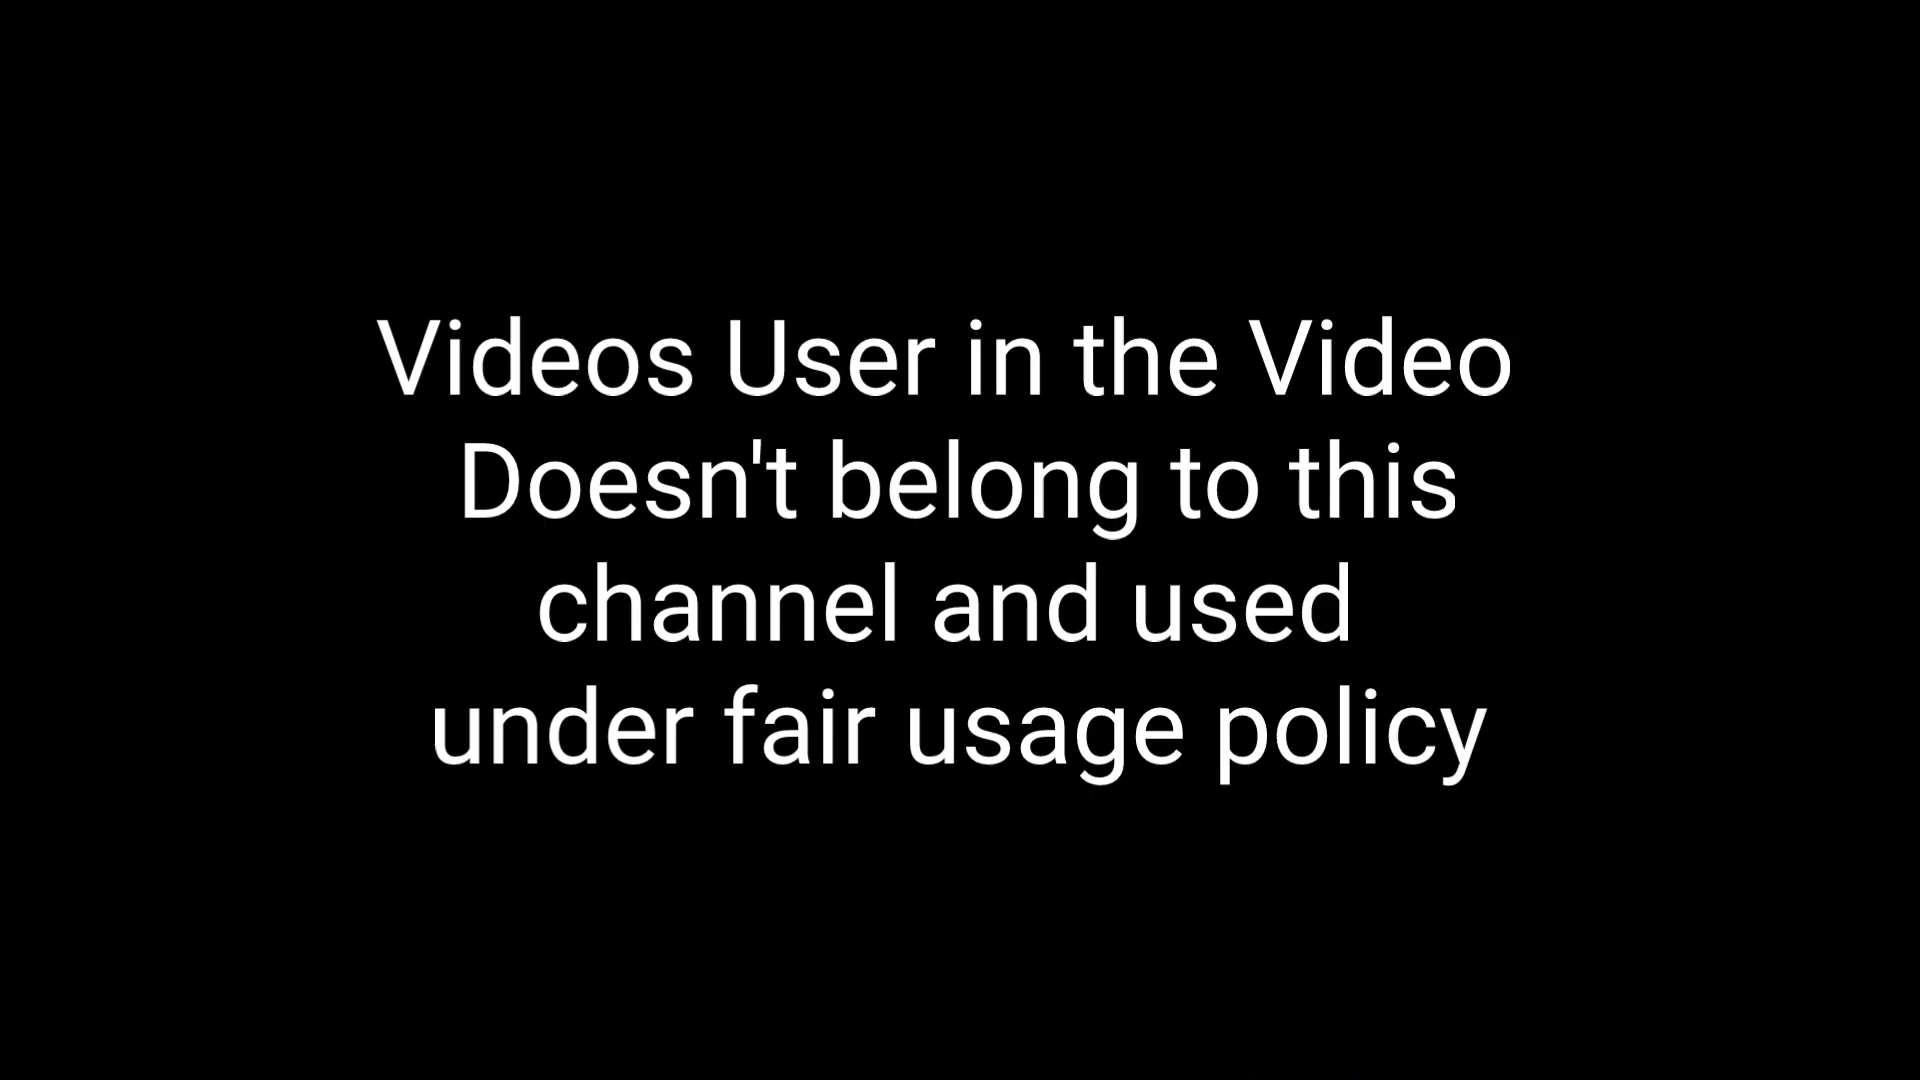 Videos User in the Video
Doesn't belong to this
channel and used
under fair usage policy